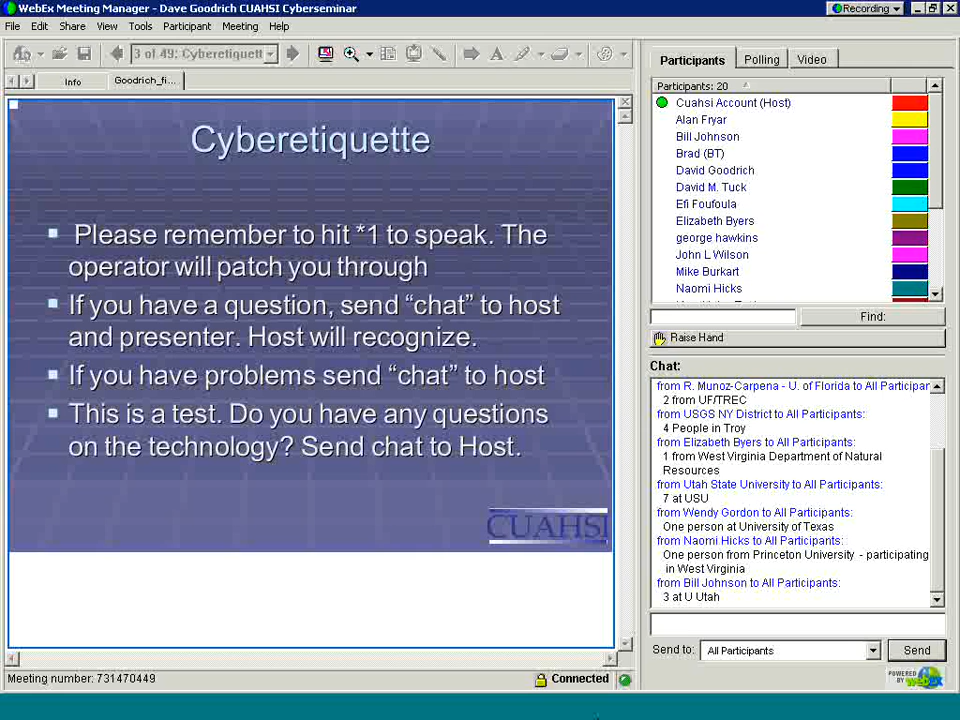 WebEx Meeting Manager - Dave Goodrich CUAHSI Cyberseminar
Recording
File Edit Share View Tools Participant Meeting Help
3 of 49: Cyberetiquett
Info
Goodrich_fi...
Cyberetiquette
Please remember to hit *1 to speak. The
operator will patch you through
If you have a question, send “chat” to host
and presenter. Host will recognize.
If you have problems send “chat” to host
This is a test. Do you have any questions
on the technology? Send chat to Host.
CUAHSI
Meeting number: 731470449
Connected
Participants Polling Video
Participants: 20
Cuahsi Account (Host)
Alan Fryar
Bill Johnson
Brad (BT)
David Goodrich
David M. Tuck
Efi Foufoula
Elizabeth Byers
george hawkins
John L Wilson
Mike Burkart
Naomi Hicks
Find:
Raise Hand
Chat:
from R. Munoz-Carpena - U. of Florida to All Participan
2 from UF/TREC
from USGS NY District to All Participants:
4 People in Troy
from Elizabeth Byers to All Participants:
1 from West Virginia Department of Natural
Resources
from Utah State University to All Participants:
7 at USU
from Wendy Gordon to All Participants:
One person at University of Texas
from Naomi Hicks to All Participants:
One person from Princeton University - participating
in West Virginia
from Bill Johnson to All Participants:
3 at U Utah
Send to: All Participants Send
POWERED
BY WebEx